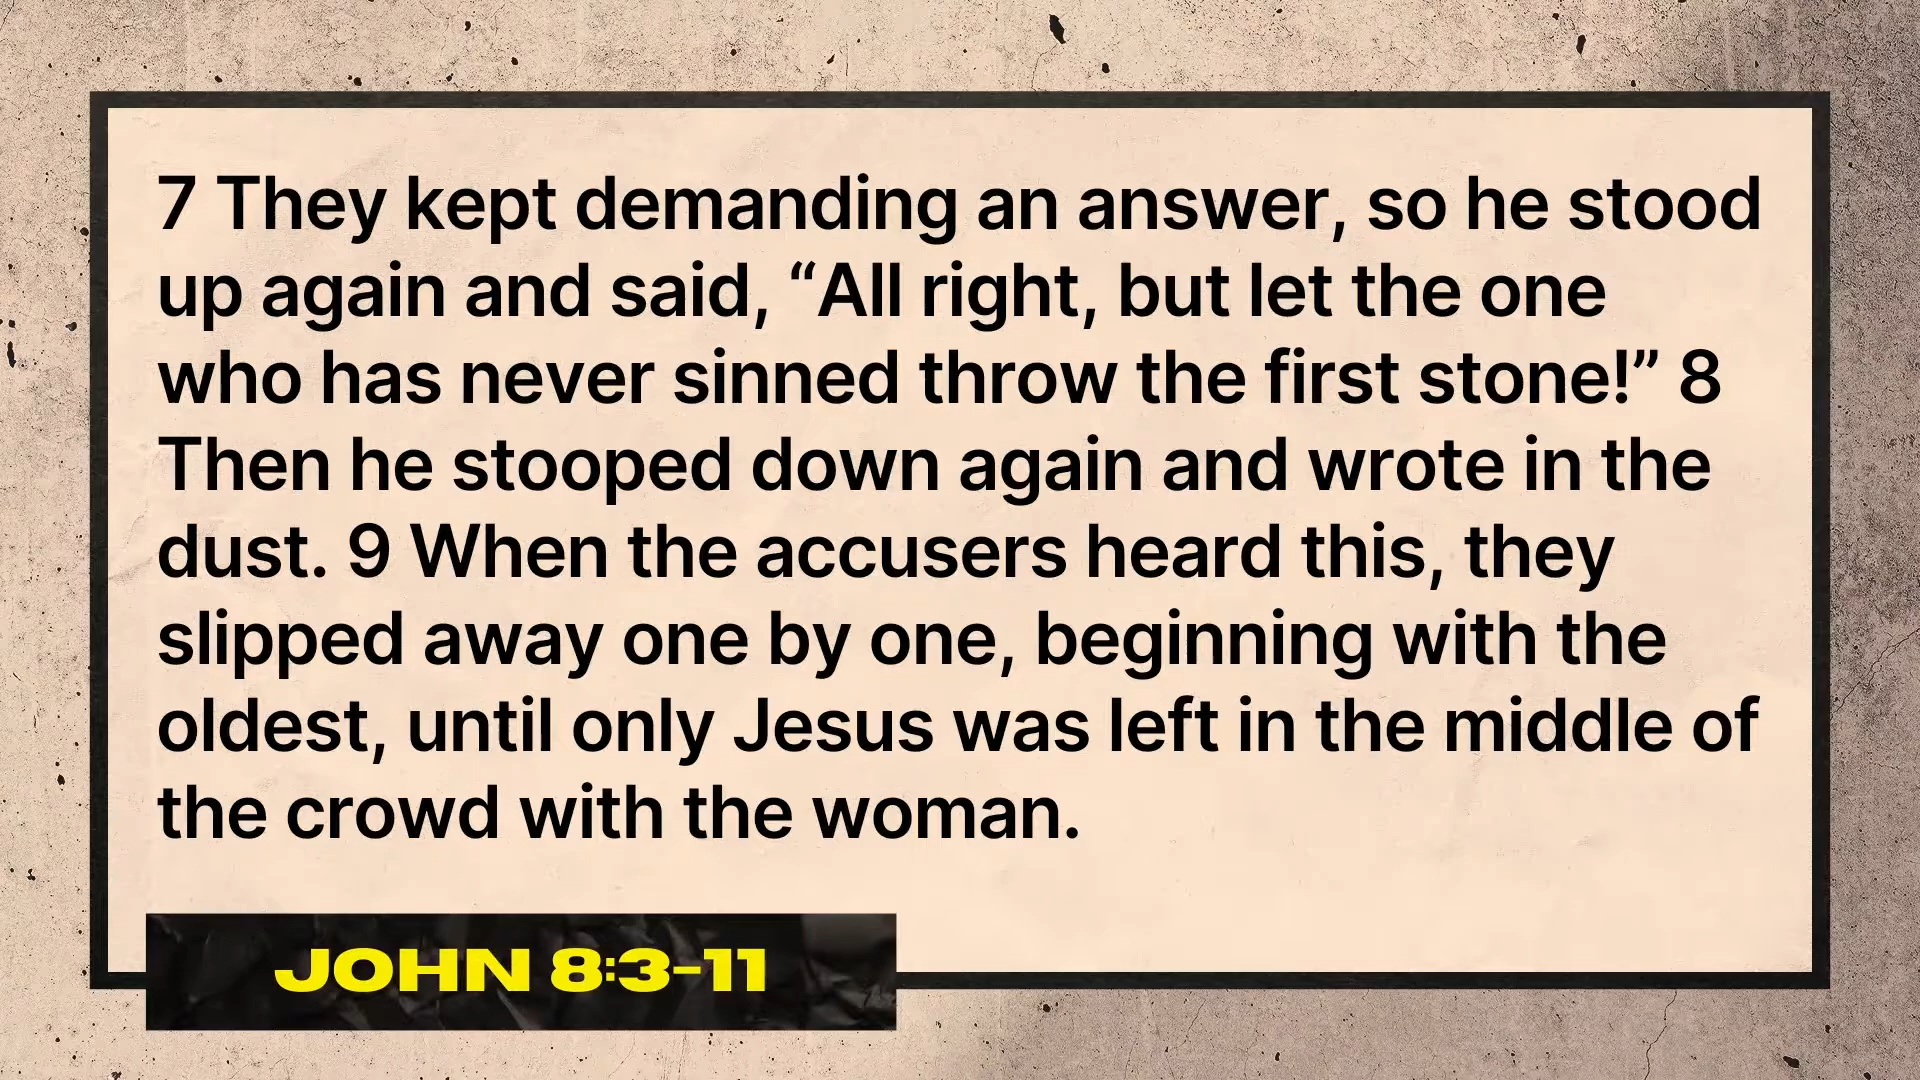 7 They kept demanding an answer, so he stood
up again and said, “All right, but let the one
who has never sinned throw the first stone!” 8
Then he stooped down again and wrote in the
dust. 9 When the accusers heard this, they
slipped away one by one, beginning with the
oldest, until only Jesus was left in the middle of
the crowd with the woman.
JOHN 8:3-11